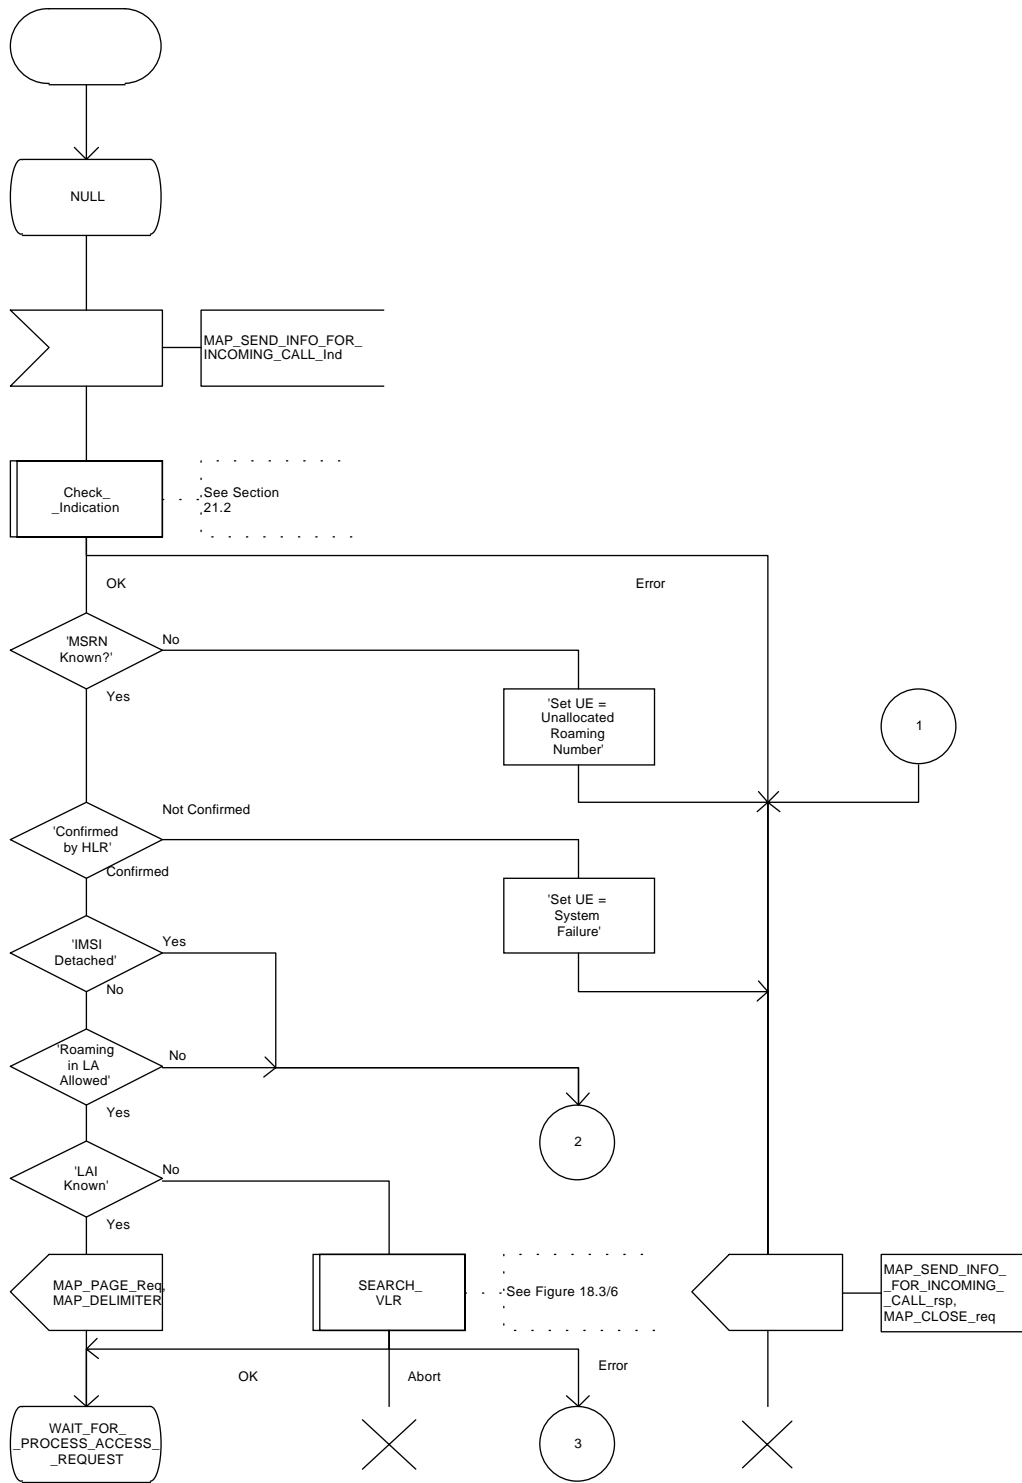 NULL
MAP_SEND_INFO_FOR_
INCOMING_CALL_Ind
Check_
_Indication
See Section
21.2
OK
Error
'MSRN
Known?'
No
Yes
'Set UE =
Unallocated
Roaming
Number'
1
Not Confirmed
'Confirmed
by HLR'
Confirmed
'Set UE =
System
Failure'
'IMSI
Detached'
Yes
No
'Roaming
in LA
Allowed'
No
Yes
2
'LAI
Known'
No
Yes
MAP_PAGE_Req,
MAP_DELIMITER
SEARCH_
VLR
See Figure 18.3/6
MAP_SEND_INFO_
_FOR_INCOMING_
_CALL_rsp,
MAP_CLOSE_req
OK
Abort
Error
WAIT_FOR_
_PROCESS_ACCESS_
_REQUEST
3